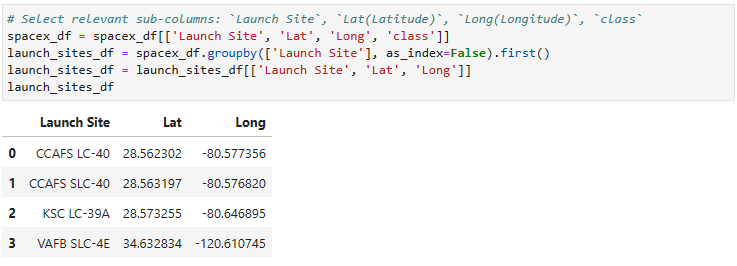 # Select relevant sub-columns: `Launch Site`, `Lat(Latitude)`, `Long(Longitude)`, `class`
spacex_df = spacex_df[['Launch Site', 'Lat', 'Long', 'class']]
launch_sites_df = spacex_df.groupby(['Launch Site'], as_index=False).first()
launch_sites_df = launch_sites_df[['Launch Site', 'Lat', 'Long']]
launch_sites_df
Launch Site Lat Long
0 CCAFS LC-40 28.562302 -80.577356
1 CCAFS SLC-40 28.563197 -80.576820
2 KSC LC-39A 28.573255 -80.646895
3 VAFB SLC-4E 34.632834 -120.610745